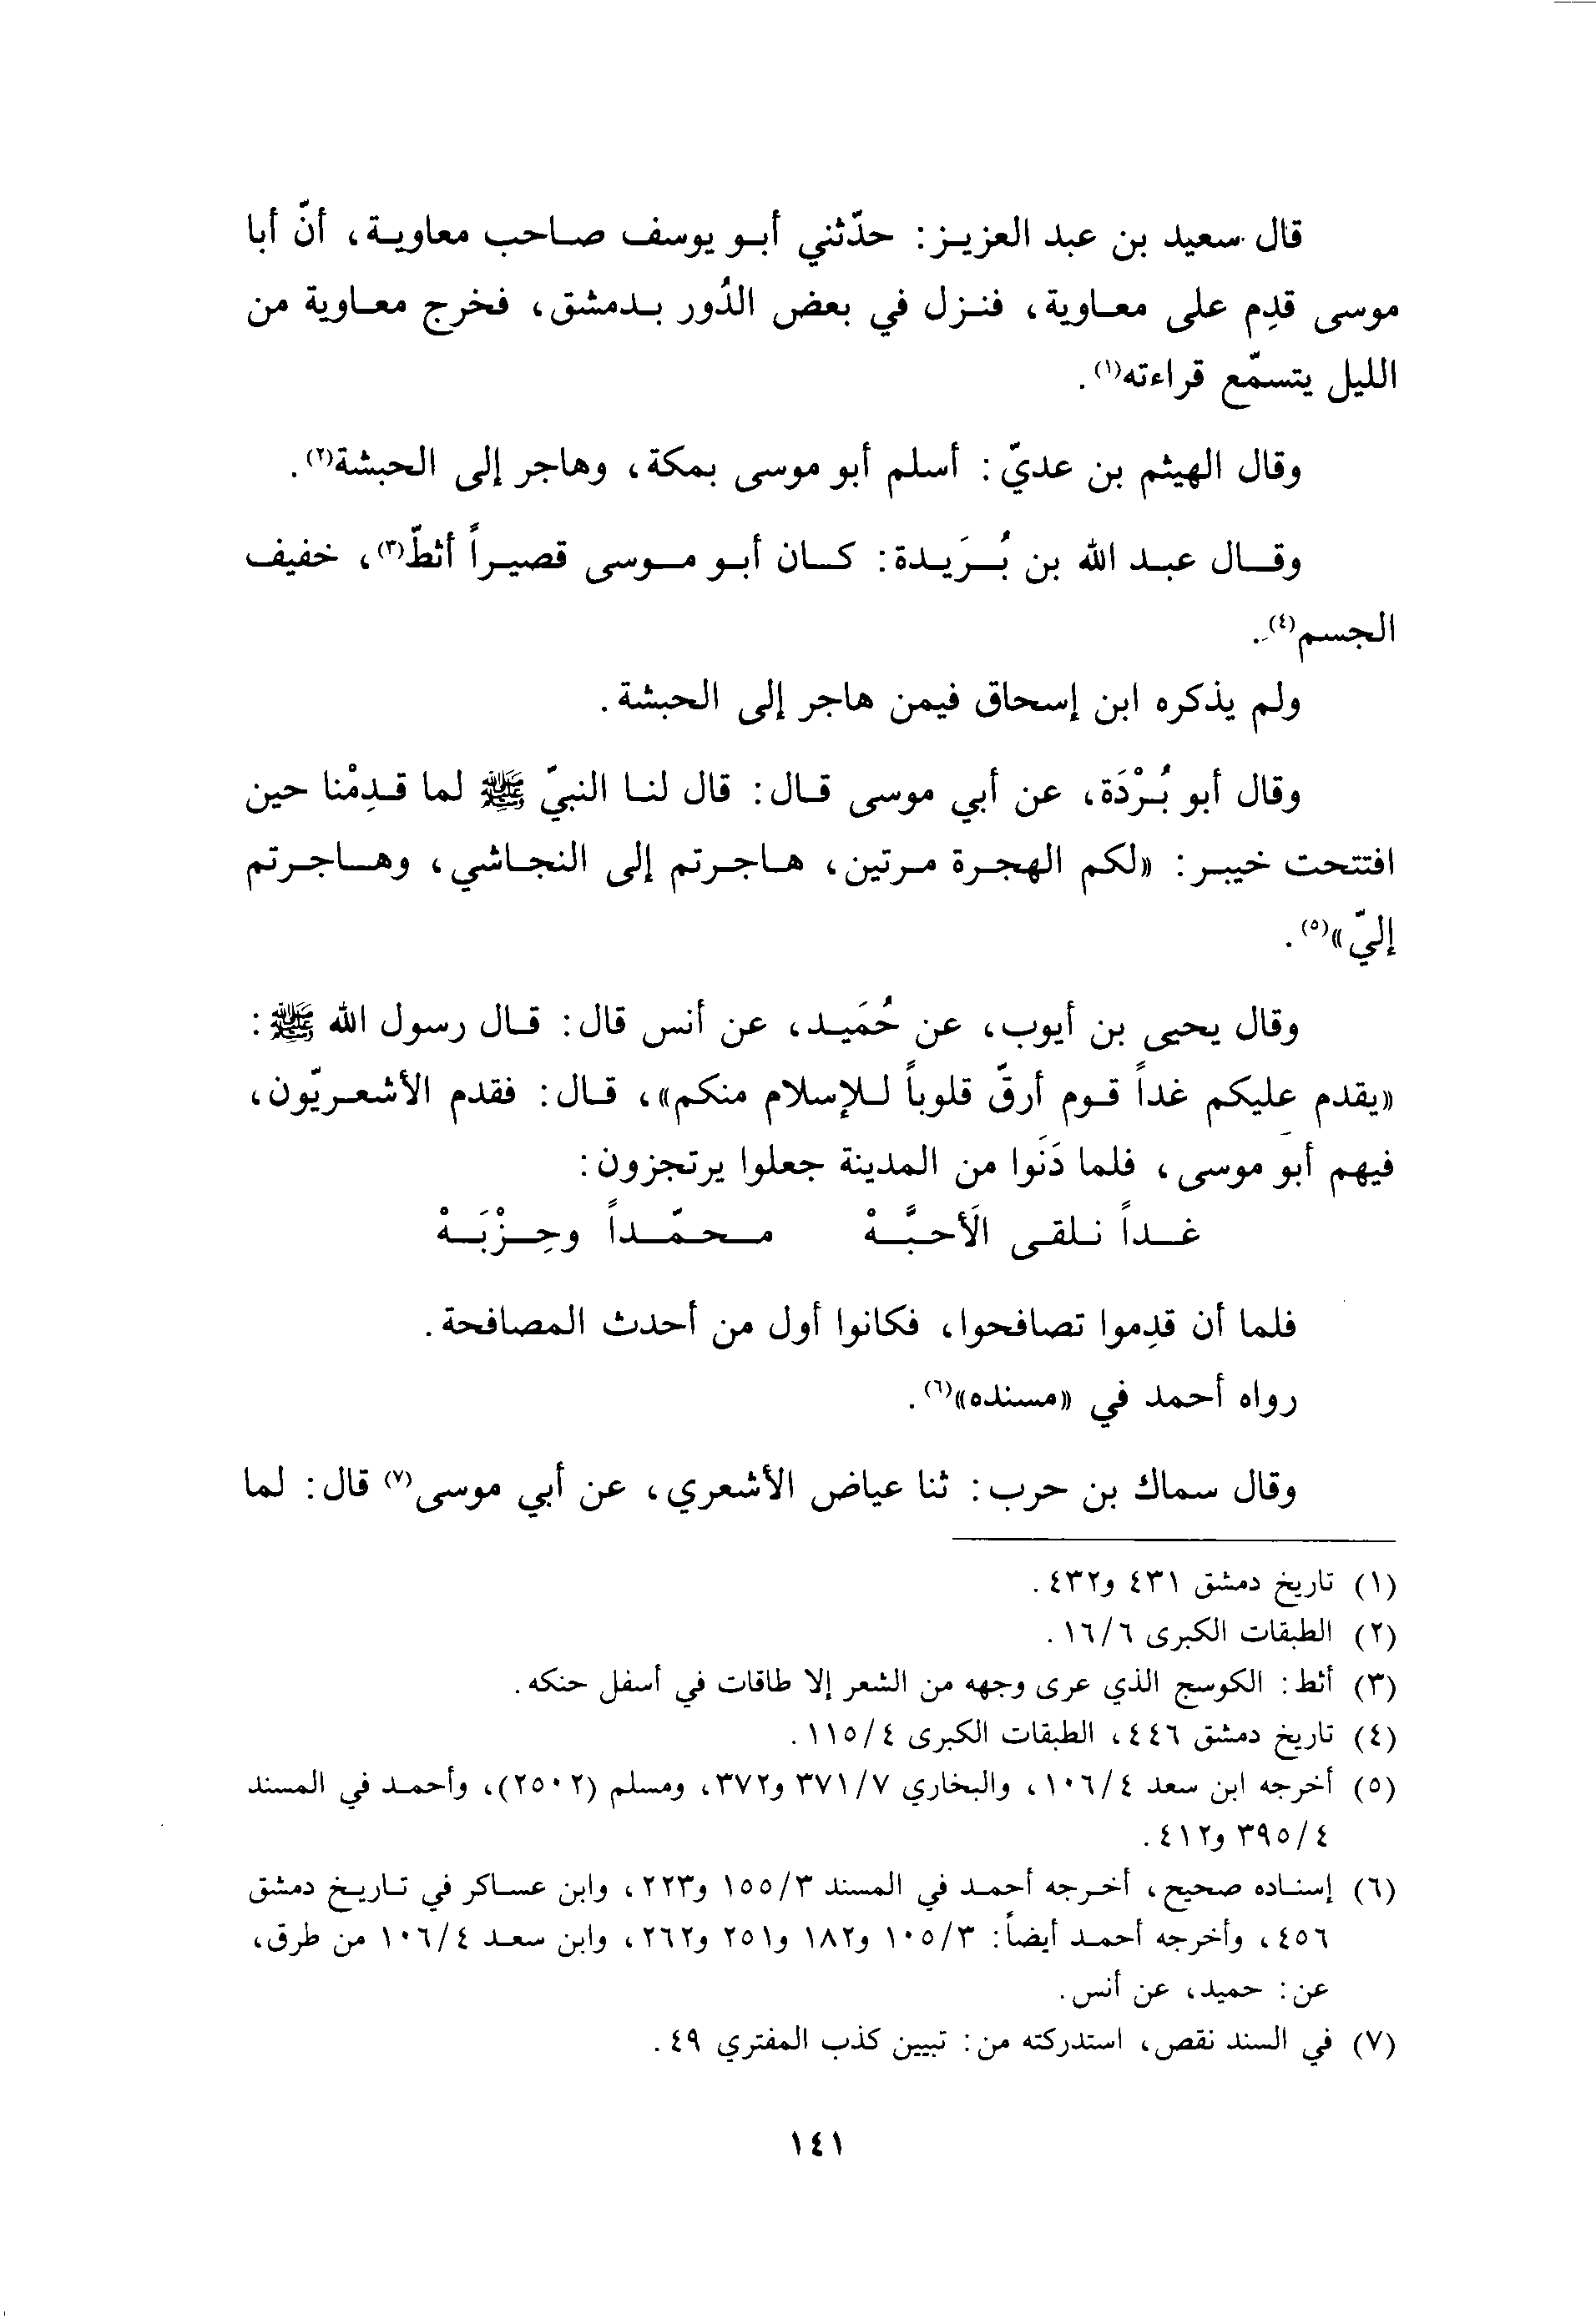 قال سعيد بن عبد العزيز: حدّثني أبو يوسف صاحب معاوية، أنّ أبا
موسى قدِم على معاوية، فنزل في بعض الدُور بدمشق، فخرج معاوية من
الليل يتسمّع قراءته(١).
وقال الهيثم بن عديّ: أسلم أبو موسى بمكة، وهاجر إلى الحبشة(٢).
وقال عبد الله بن بُرَيدة: كان أبو موسى قصيراً أثطّ(٣)، خفيف
الجسم(٤).
ولم يذكره ابن إسحاق فيمن هاجر إلى الحبشة.
وقال أبو بُرْدَة، عن أبي موسى قال: قال لنا النبيّ ﷺ لما قدِمْنا حين
افتتحت خيبر: «لكم الهجرة مرتين، هاجرتم إلى النجاشي، وهاجرتم
إليّ»(٥).
وقال يحيى بن أيوب، عن حُمَيد، عن أنس قال: قال رسول الله ﷺ:
«يقدم عليكم غداً قوم أرقّ قلوباً للإسلام منكم»، قال: فقدم الأشعريّون،
فيهم أبو موسى، فلما دَنَوا من المدينة جعلوا يرتجزون:
غداً نلقى الَأحبَّهْ محمّداً وحِزْبَهْ
فلما أن قدِموا تصافحوا، فكانوا أول من أحدث المصافحة.
رواه أحمد في «مسنده»(٦).
وقال سماك بن حرب: ثنا عياض الأشعري، عن أبي موسى(٧) قال: لما
(١) تاريخ دمشق ٤٣١ و٤٣٢.
(٢) الطبقات الكبرى ١٦/٦.
(٣) أثط: الكوسج الذي عرى وجهه من الشعر إلا طاقات في أسفل حنكه.
(٤) تاريخ دمشق ٤٤٦، الطبقات الكبرى ١١٥/٤.
(٥) أخرجه ابن سعد ١٠٦/٤، والبخاري ٣٧١/٧ و٣٧٢، ومسلم (٢٥٠٢)، وأحمد في المسند
٣٩٥/٤ و٤١٢.
(٦) إسناده صحيح، أخرجه أحمد في المسند ١٥٥/٣ و٢٢٣، وابن عساكر في تاريخ دمشق
٤٥٦، وأخرجه أحمد أيضاً: ١٠٥/٣ و١٨٢ و٢٥١ و٢٦٢، وابن سعد ١٠٦/٤ من طرق،
عن: حميد، عن أنس.
(٧) في السند نقص، استدركته من: تبيين كذب المفتري ٤٩.
١٤١